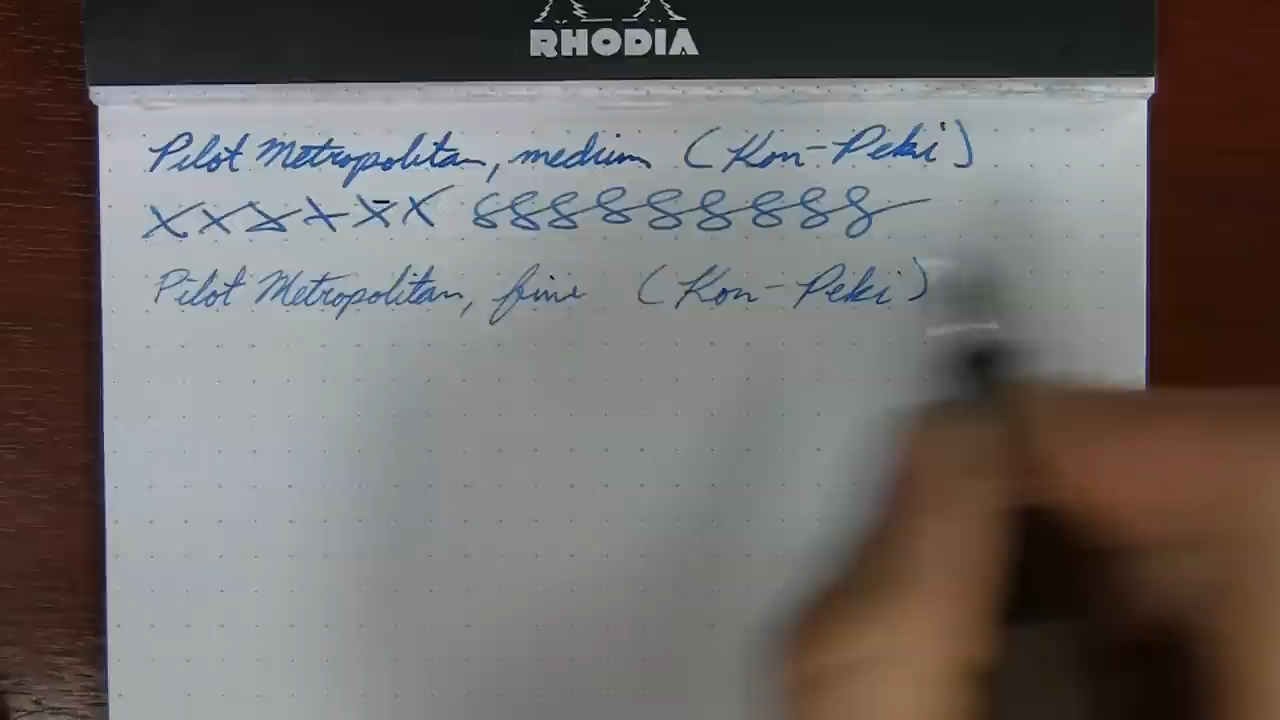 RHODIA
Pilot Metropolitan, medium (Kon-Peki)
XXXXXX 888888888
Pilot Metropolitan, fine (Kon-Peki)